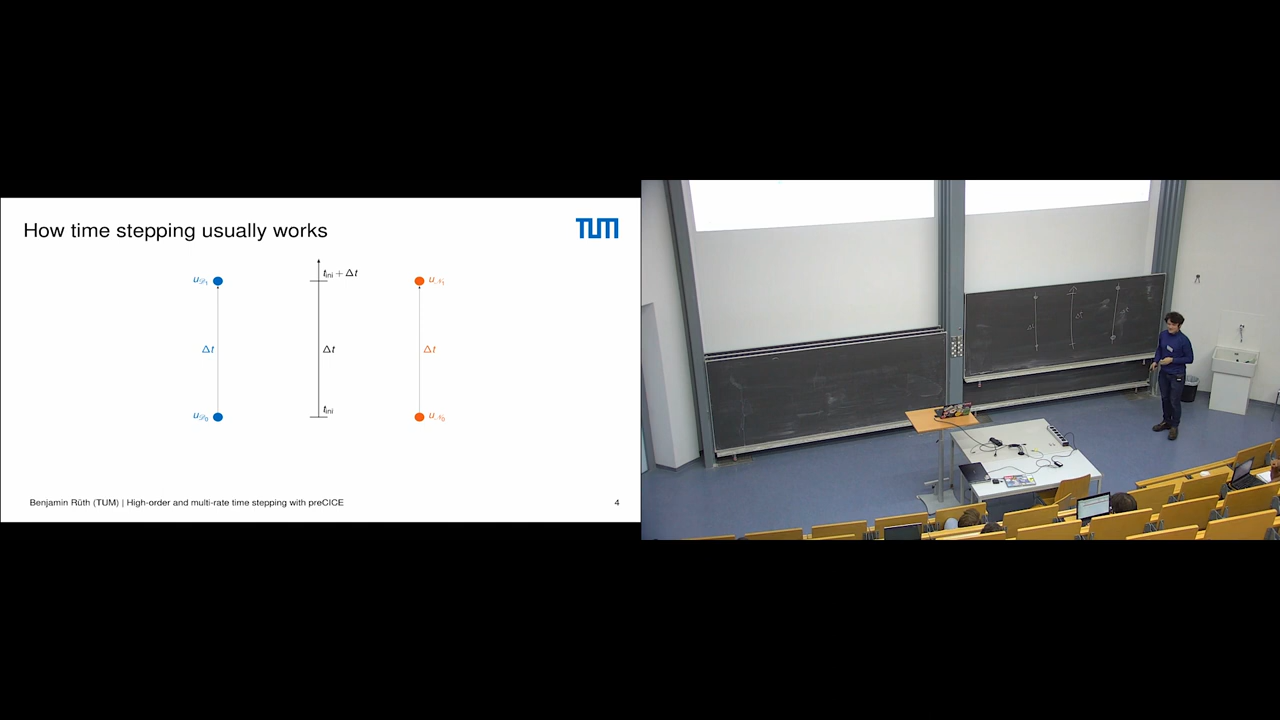 How time stepping usually works
TUM
t_ini + Δt
Δt
Δt
Δt
t_ini
Benjamin Rüth (TUM) | High-order and multi-rate time stepping with preCICE
4